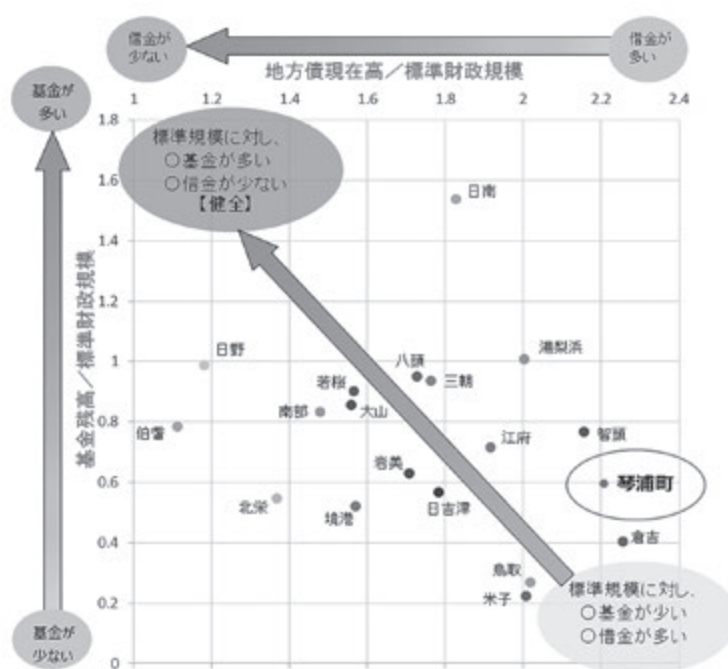 借金が
少ない
借金が
多い
地方債現在高／標準財政規模
基金が
多い
1 1.2 1.4 1.6 1.8 2 2.2 2.4
1.8
標準規模に対し、
○基金が多い
○借金が少ない
【健全】
1.6
日南
1.4
1.2
基金残高／標準財政規模
1
日野
八頭
湯梨浜
若桜
三朝
南部
大山
0.8
伯耆
江府
智頭
岩美
0.6
琴浦町
北栄
境港
日吉津
0.4
倉吉
鳥取
米子
0.2
標準規模に対し、
○基金が少い
○借金が多い
基金が
少ない
0